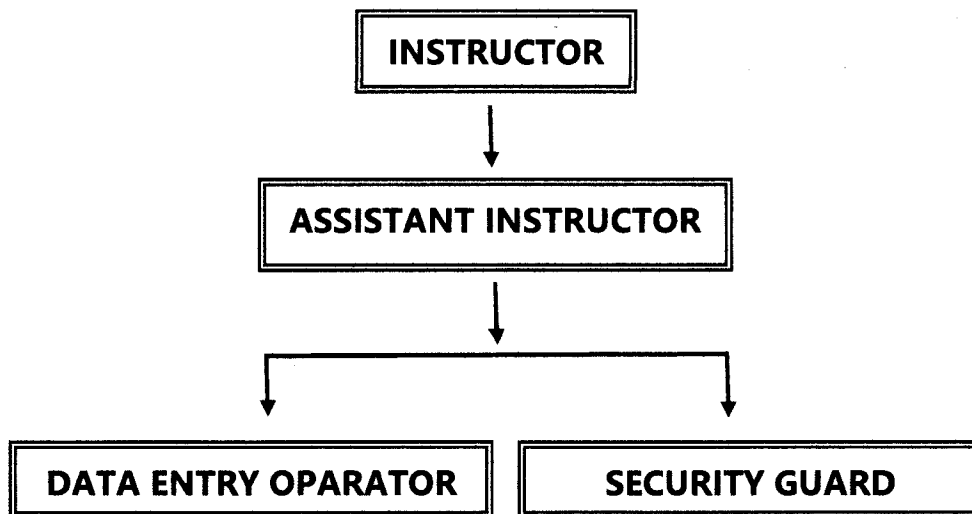 INSTRUCTOR
ASSISTANT INSTRUCTOR
DATA ENTRY OPARATOR
SECURITY GUARD